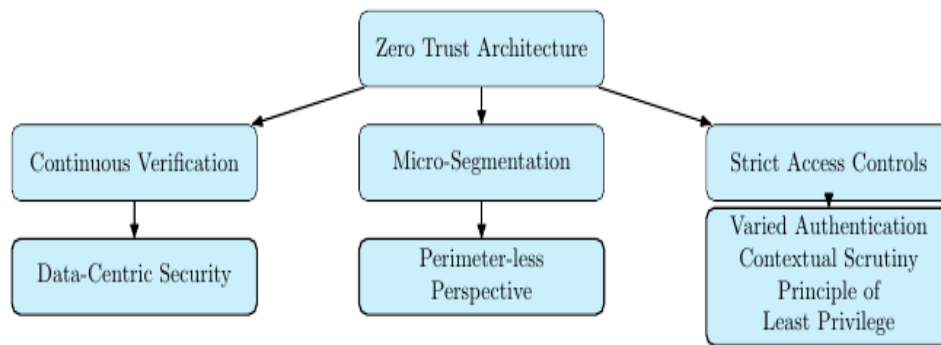 Zero Trust Architecture
Continuous Verification
Micro-Segmentation
Strict Access Controls
Data-Centric Security
Perimeter-less
Perspective
Varied Authentication
Contextual Scrutiny
Principle of
Least Privilege